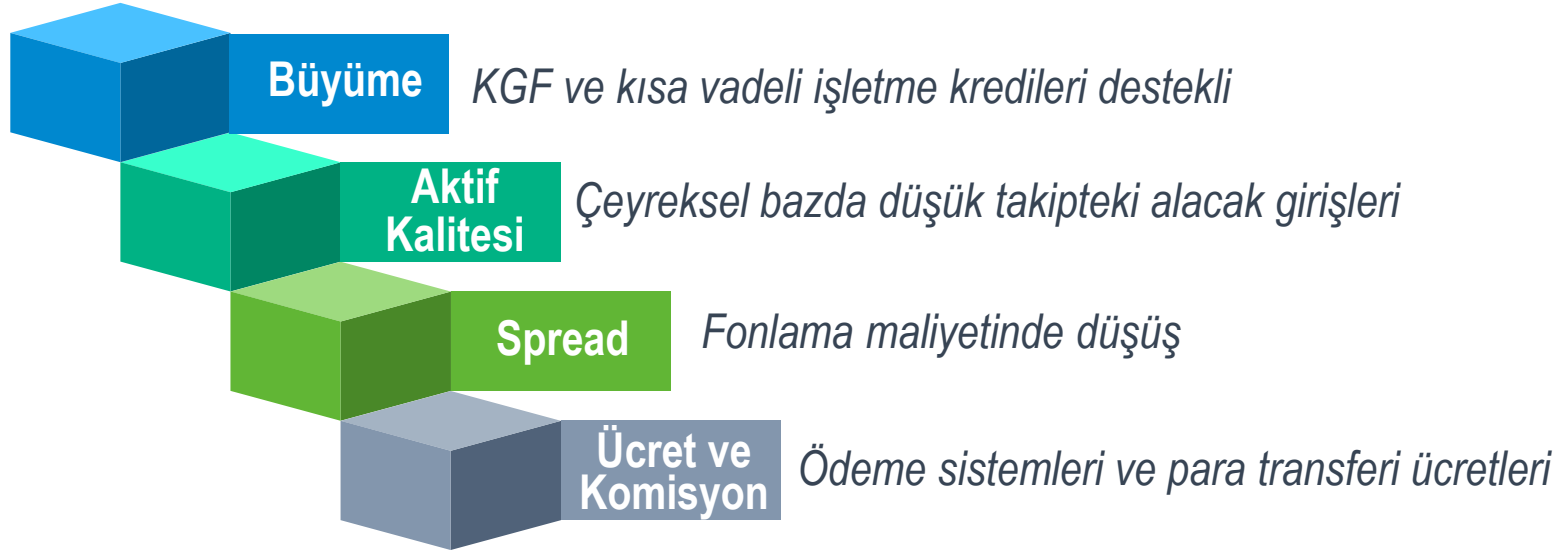 Büyüme
KGF ve kısa vadeli işletme kredileri destekli
Aktif
Kalitesi
Çeyreksel bazda düşük takipteki alacak girişleri
Spread
Fonlama maliyetinde düşüş
Ücret ve
Komisyon
Ödeme sistemleri ve para transferi ücretleri